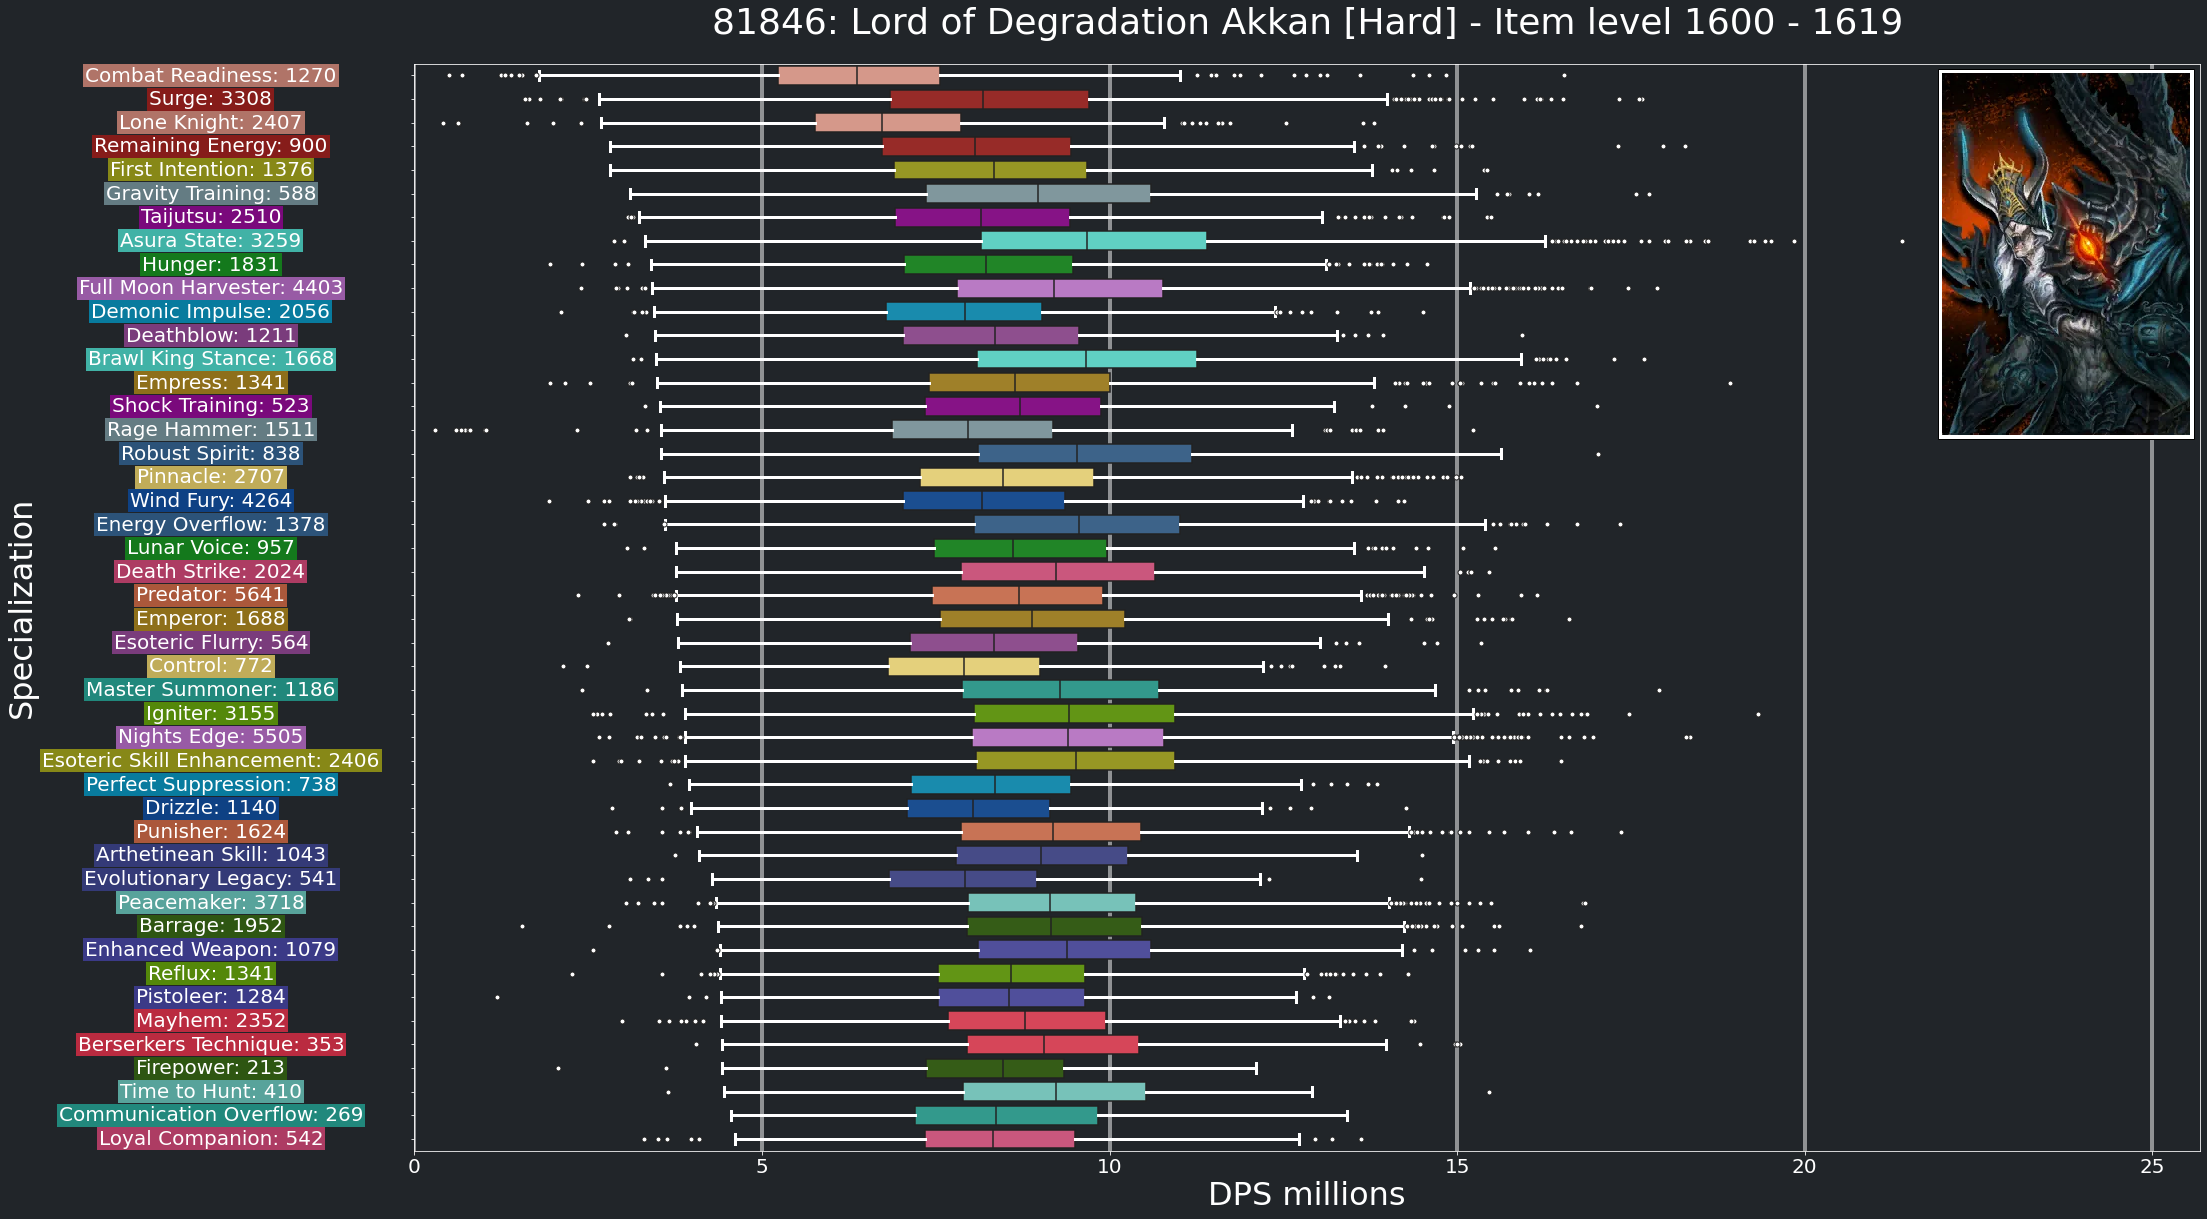 81846: Lord of Degradation Akkan [Hard] - Item level 1600 - 1619
Specialization
Combat Readiness: 1270
Surge: 3308
Lone Knight: 2407
Remaining Energy: 900
First Intention: 1376
Gravity Training: 588
Taijutsu: 2510
Asura State: 3259
Hunger: 1831
Full Moon Harvester: 4403
Demonic Impulse: 2056
Deathblow: 1211
Brawl King Stance: 1668
Empress: 1341
Shock Training: 523
Rage Hammer: 1511
Robust Spirit: 838
Pinnacle: 2707
Wind Fury: 4264
Energy Overflow: 1378
Lunar Voice: 957
Death Strike: 2024
Predator: 5641
Emperor: 1688
Esoteric Flurry: 564
Control: 772
Master Summoner: 1186
Igniter: 3155
Nights Edge: 5505
Esoteric Skill Enhancement: 2406
Perfect Suppression: 738
Drizzle: 1140
Punisher: 1624
Arthetinean Skill: 1043
Evolutionary Legacy: 541
Peacemaker: 3718
Barrage: 1952
Enhanced Weapon: 1079
Reflux: 1341
Pistoleer: 1284
Mayhem: 2352
Berserkers Technique: 353
Firepower: 213
Time to Hunt: 410
Communication Overflow: 269
Loyal Companion: 542
0 5 10 15 20 25
DPS millions